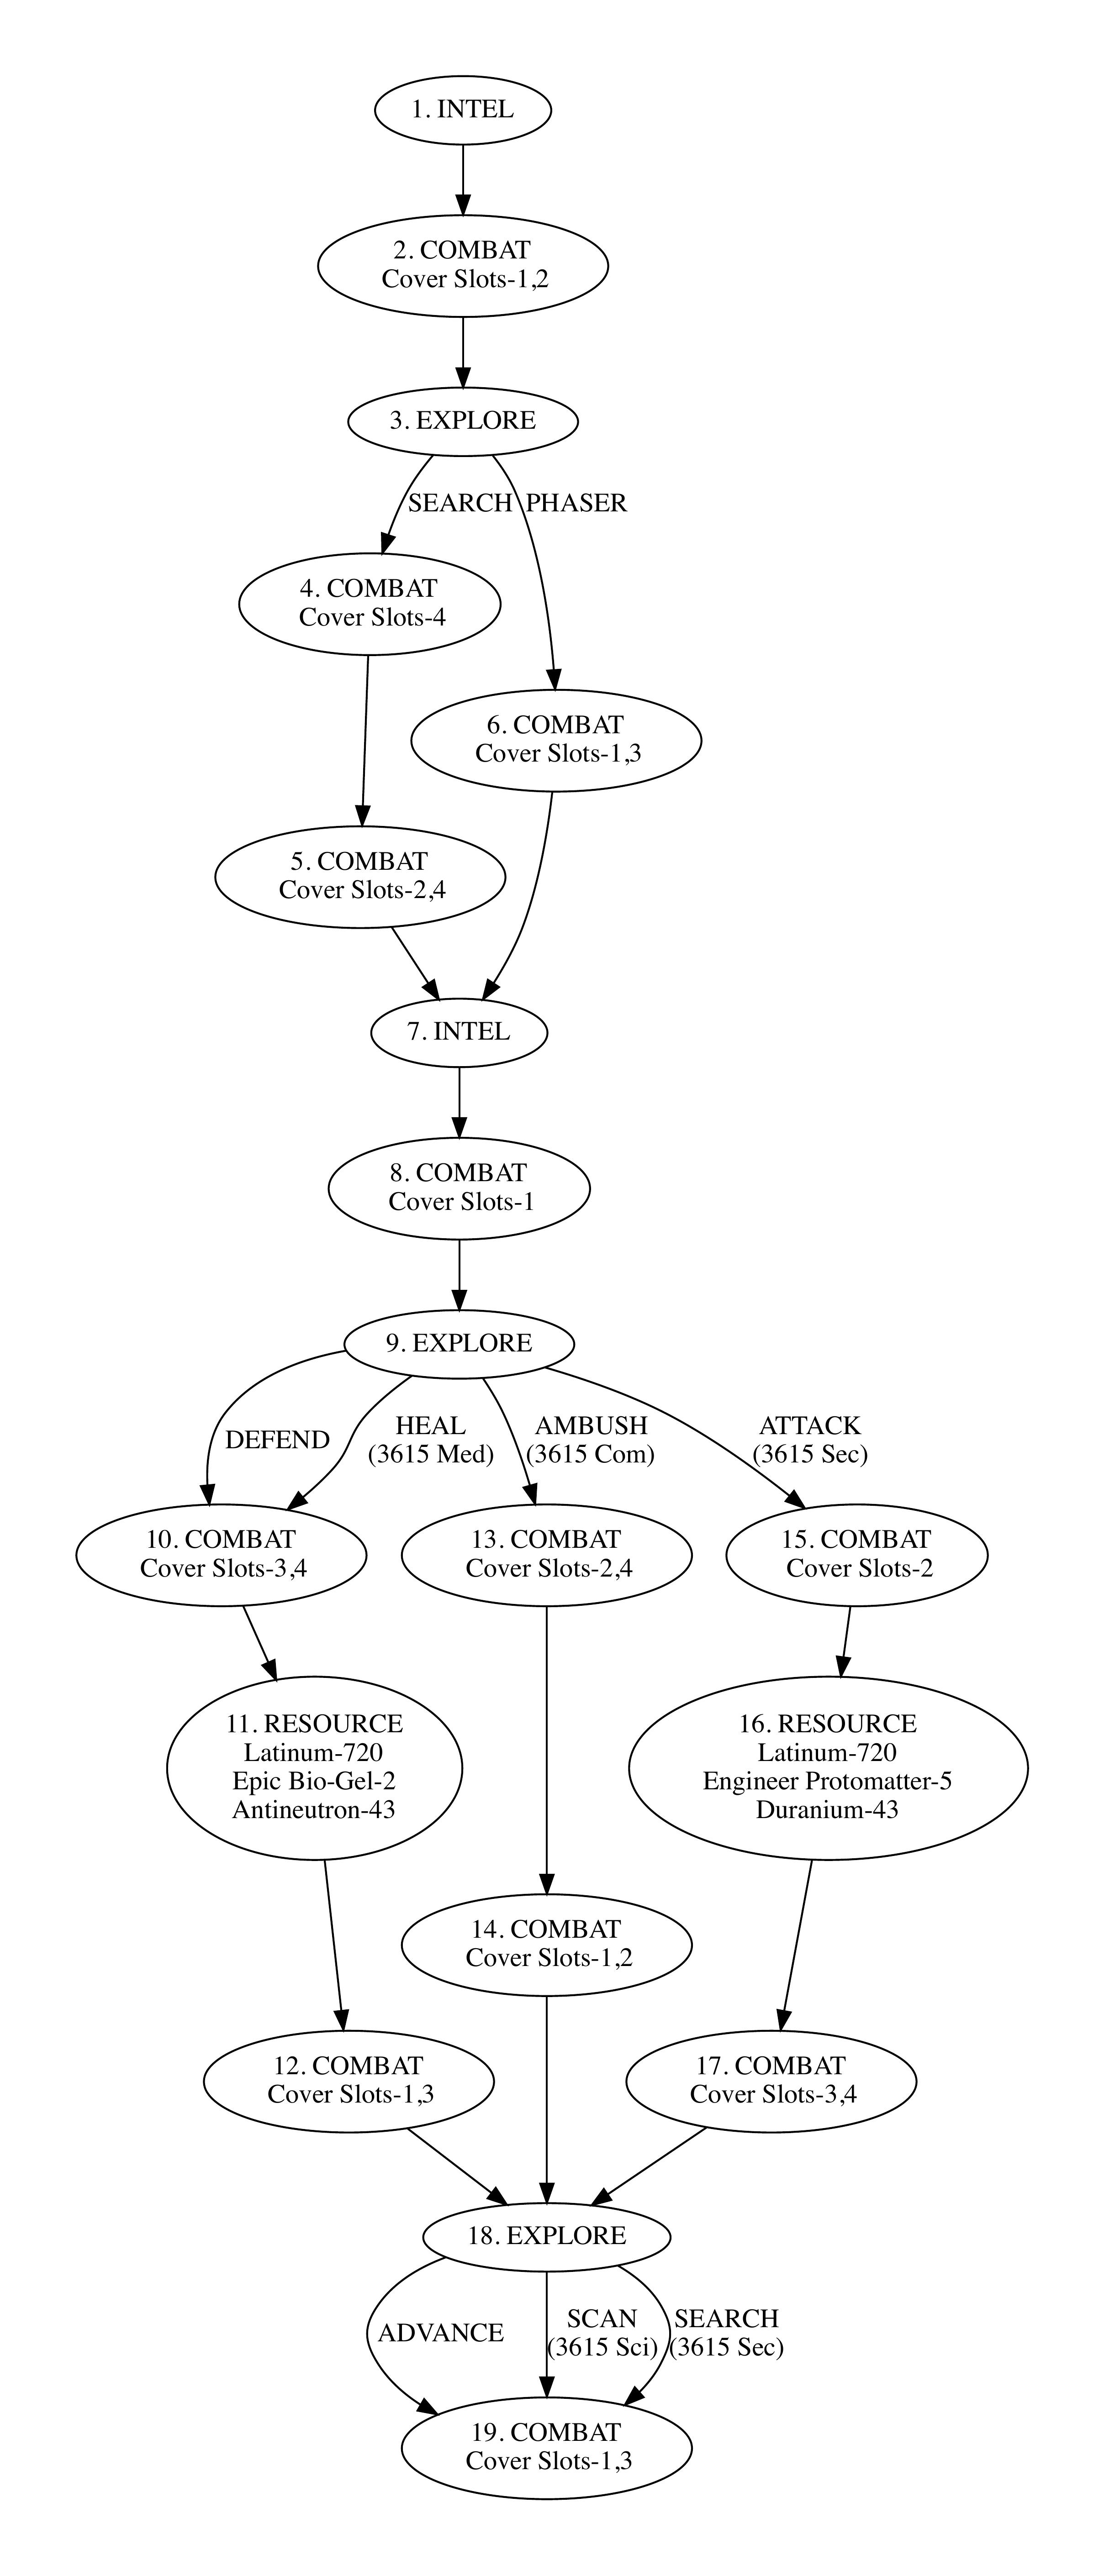 1. INTEL
2. COMBAT
Cover Slots-1,2
3. EXPLORE
SEARCH
PHASER
4. COMBAT
Cover Slots-4
6. COMBAT
Cover Slots-1,3
5. COMBAT
Cover Slots-2,4
7. INTEL
8. COMBAT
Cover Slots-1
9. EXPLORE
DEFEND
HEAL
(3615 Med)
AMBUSH
(3615 Com)
ATTACK
(3615 Sec)
10. COMBAT
Cover Slots-3,4
13. COMBAT
Cover Slots-2,4
15. COMBAT
Cover Slots-2
11. RESOURCE
Latinum-720
Epic Bio-Gel-2
Antineutron-43
16. RESOURCE
Latinum-720
Engineer Protomatter-5
Duranium-43
14. COMBAT
Cover Slots-1,2
12. COMBAT
Cover Slots-1,3
17. COMBAT
Cover Slots-3,4
18. EXPLORE
ADVANCE
SCAN
(3615 Sci)
SEARCH
(3615 Sec)
19. COMBAT
Cover Slots-1,3